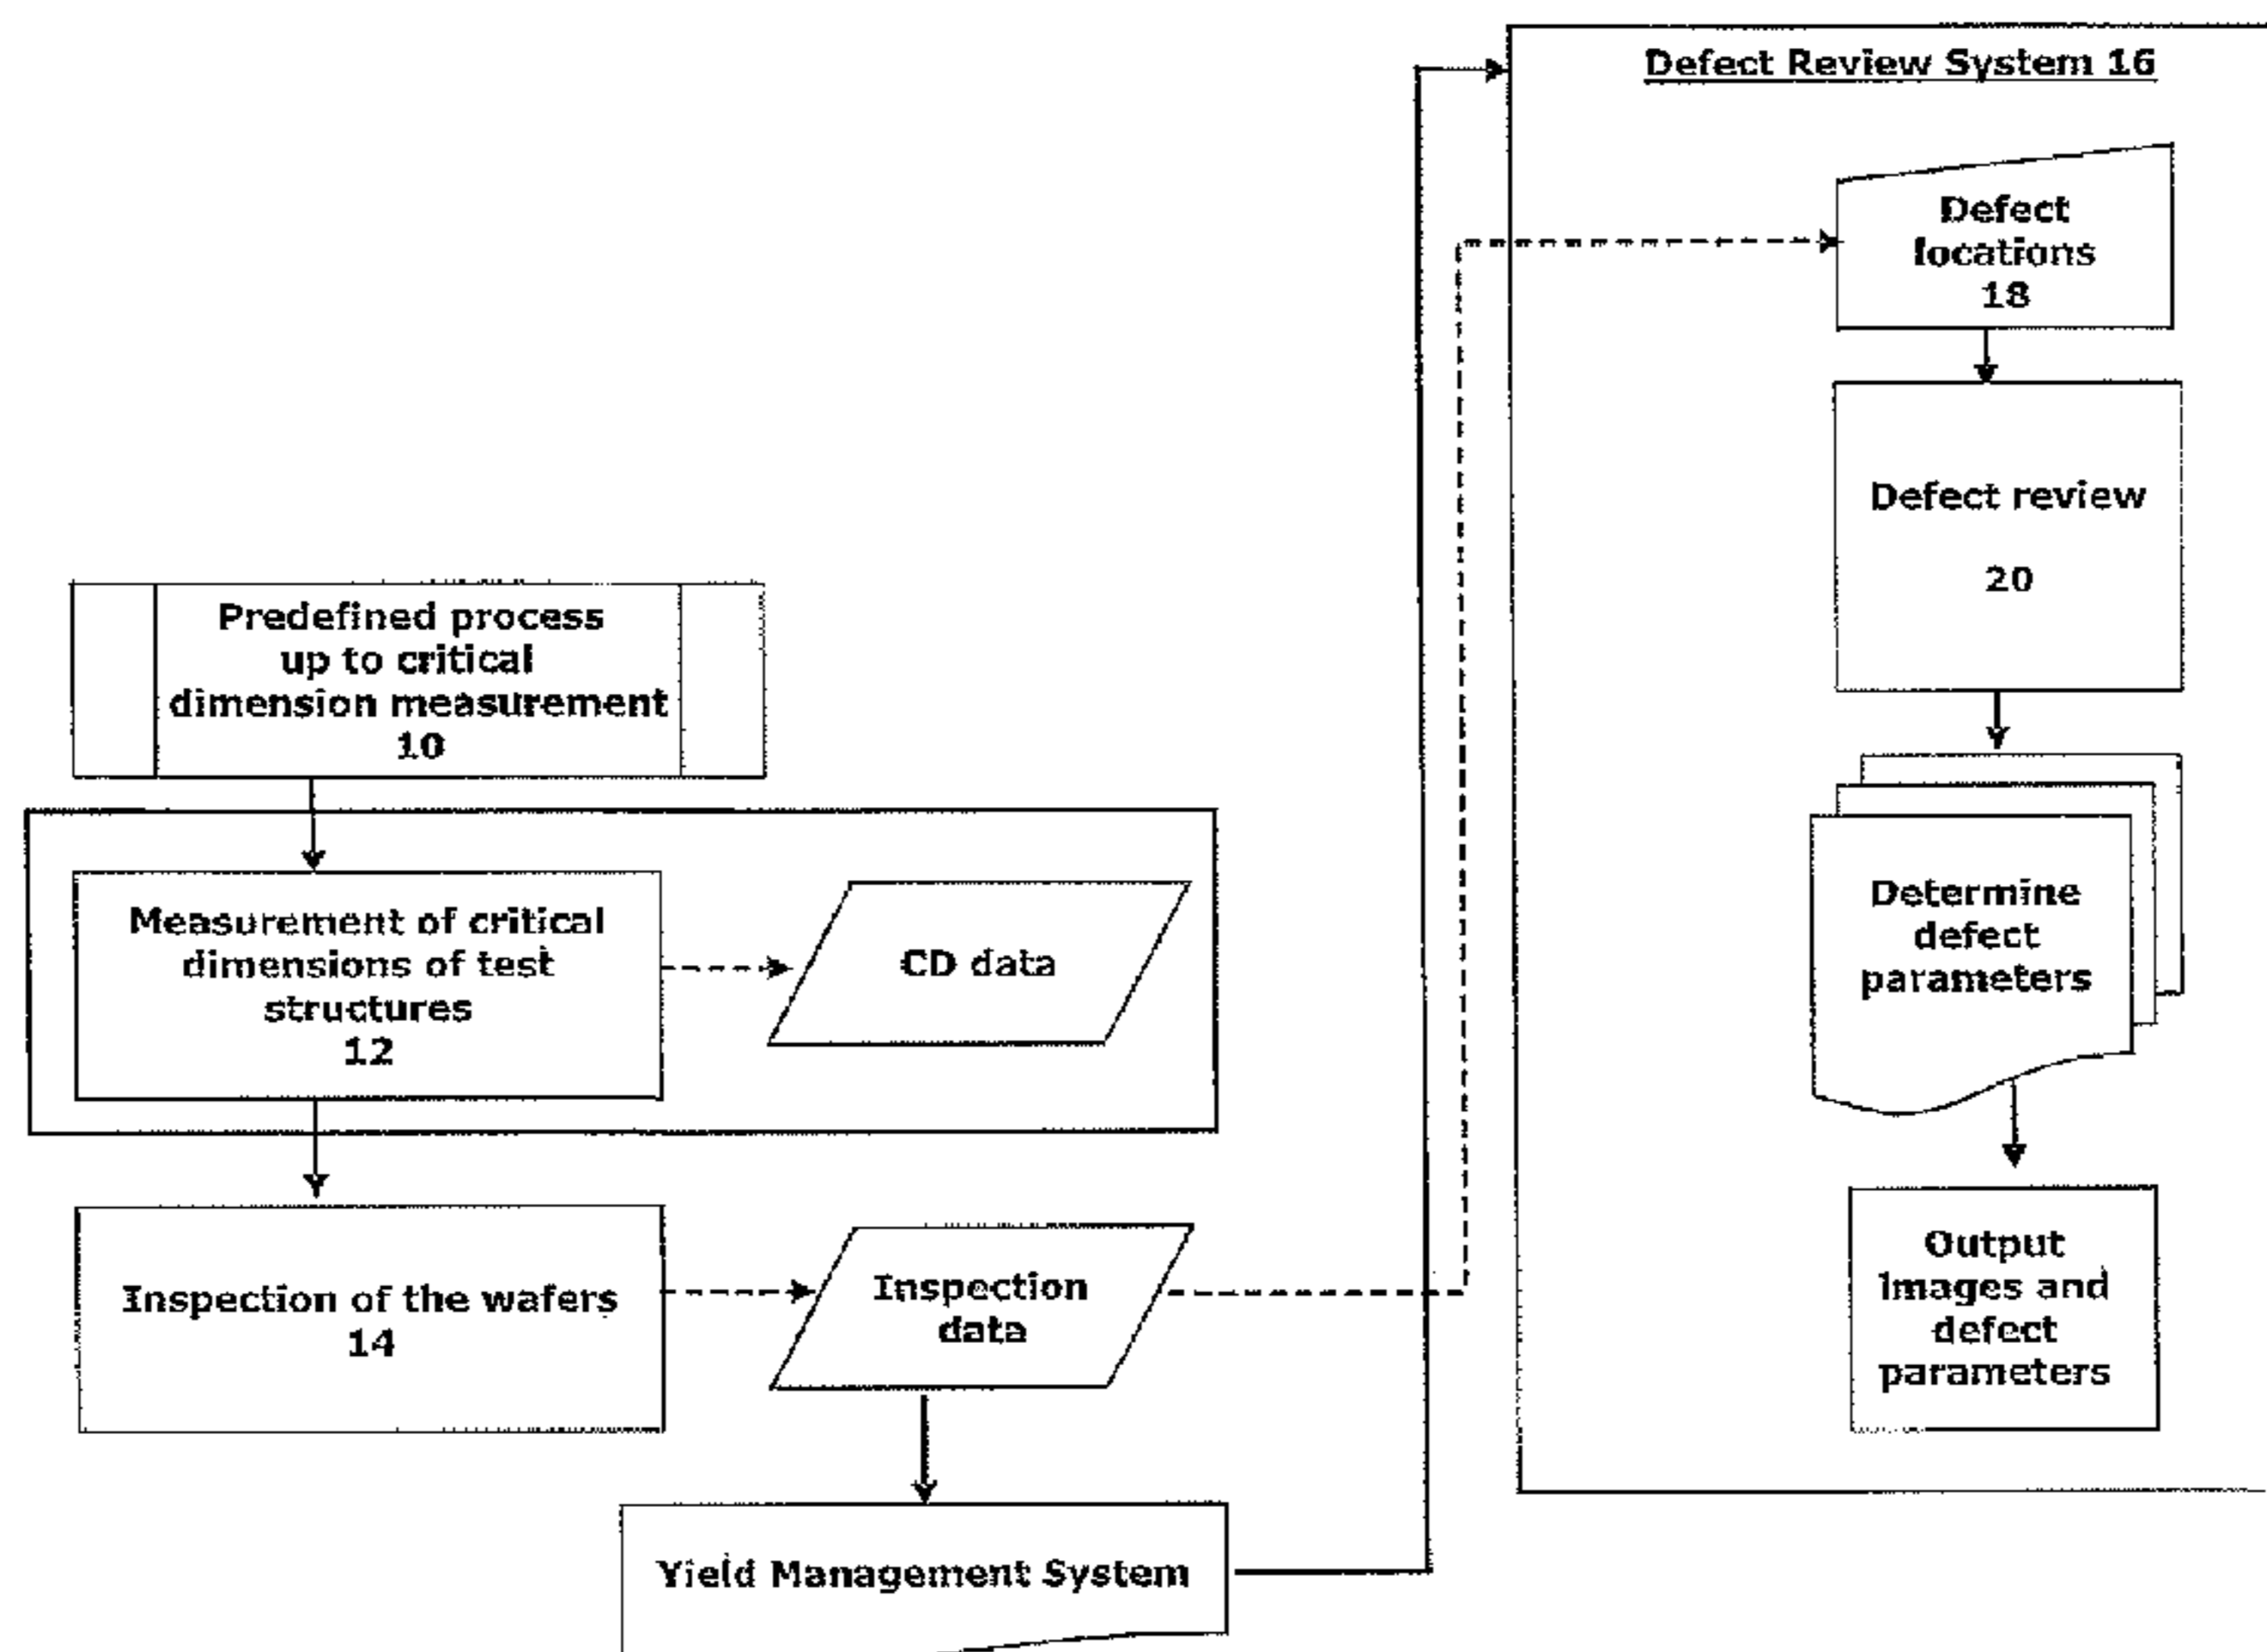 Defect Review System 16
Defect
locations
18
Defect review
20
Determine
defect
parameters
Output
images and
defect
parameters
Predefined process
up to critical
dimension measurement
10
Measurement of critical
dimensions of test
structures
12
CD data
Inspection of the wafers
14
Inspection
data
Yield Management System